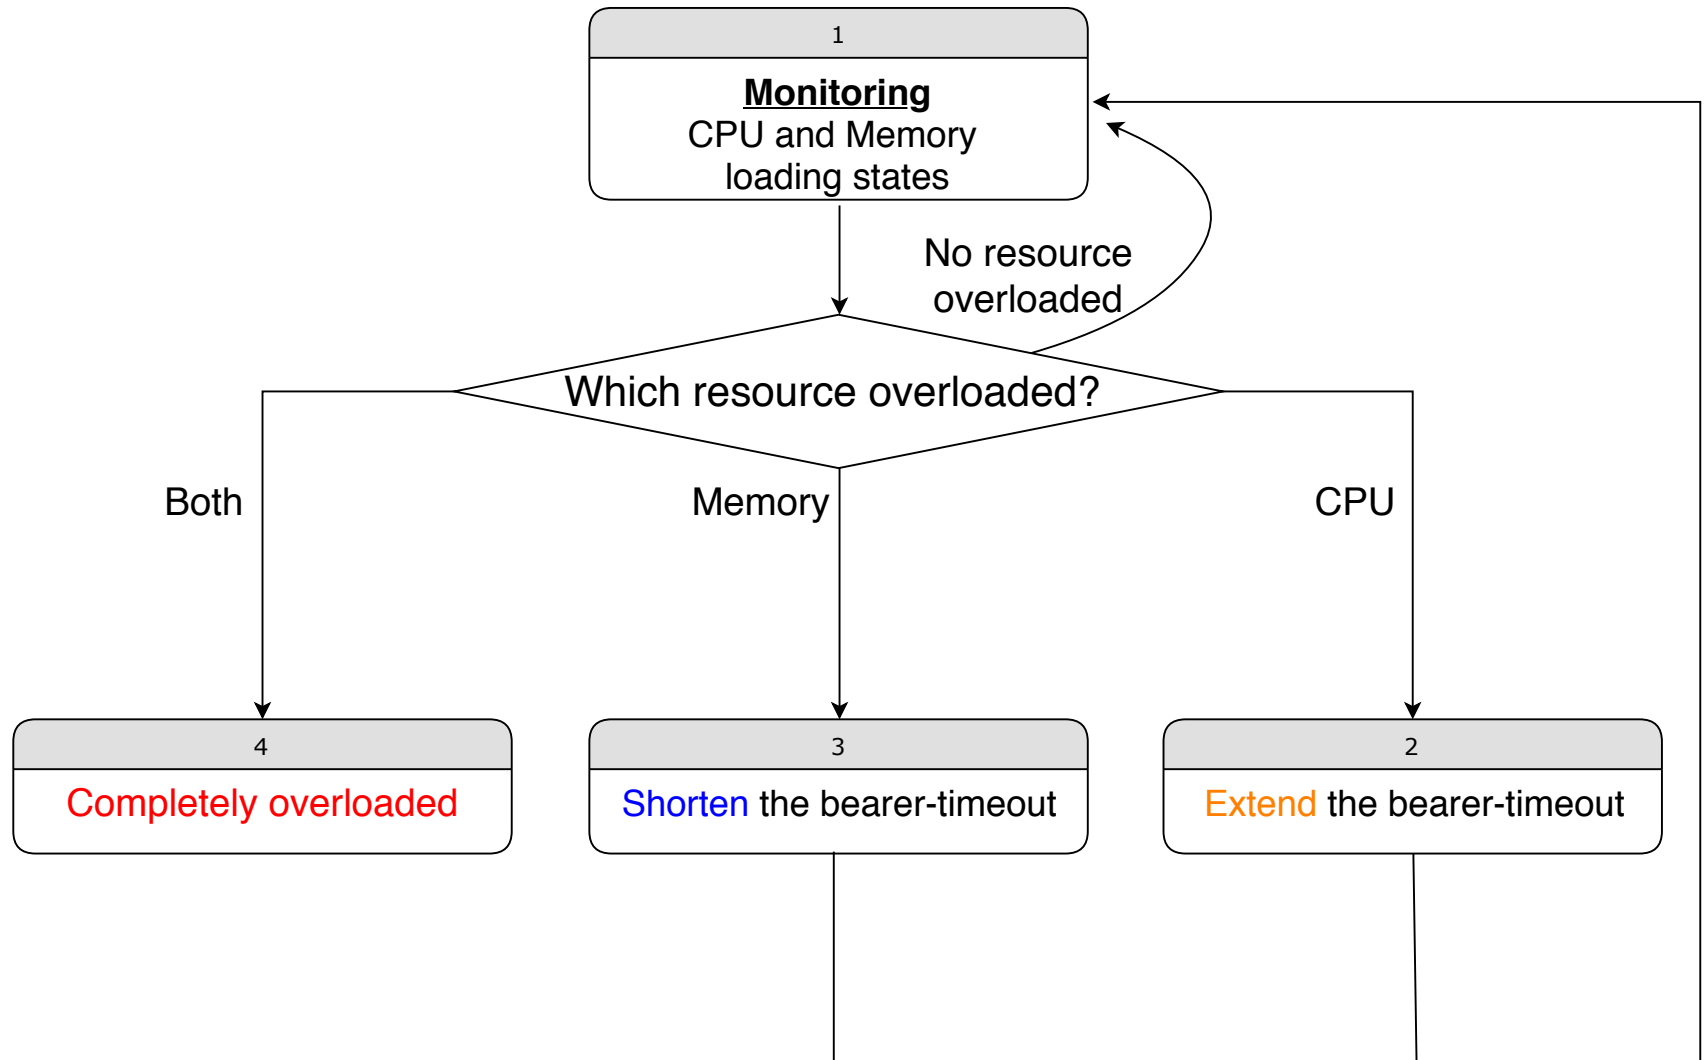 1
Monitoring
CPU and Memory
loading states
No resource
overloaded
Which resource overloaded?
Both
Memory
CPU
4
Completely overloaded
3
Shorten the bearer-timeout
2
Extend the bearer-timeout